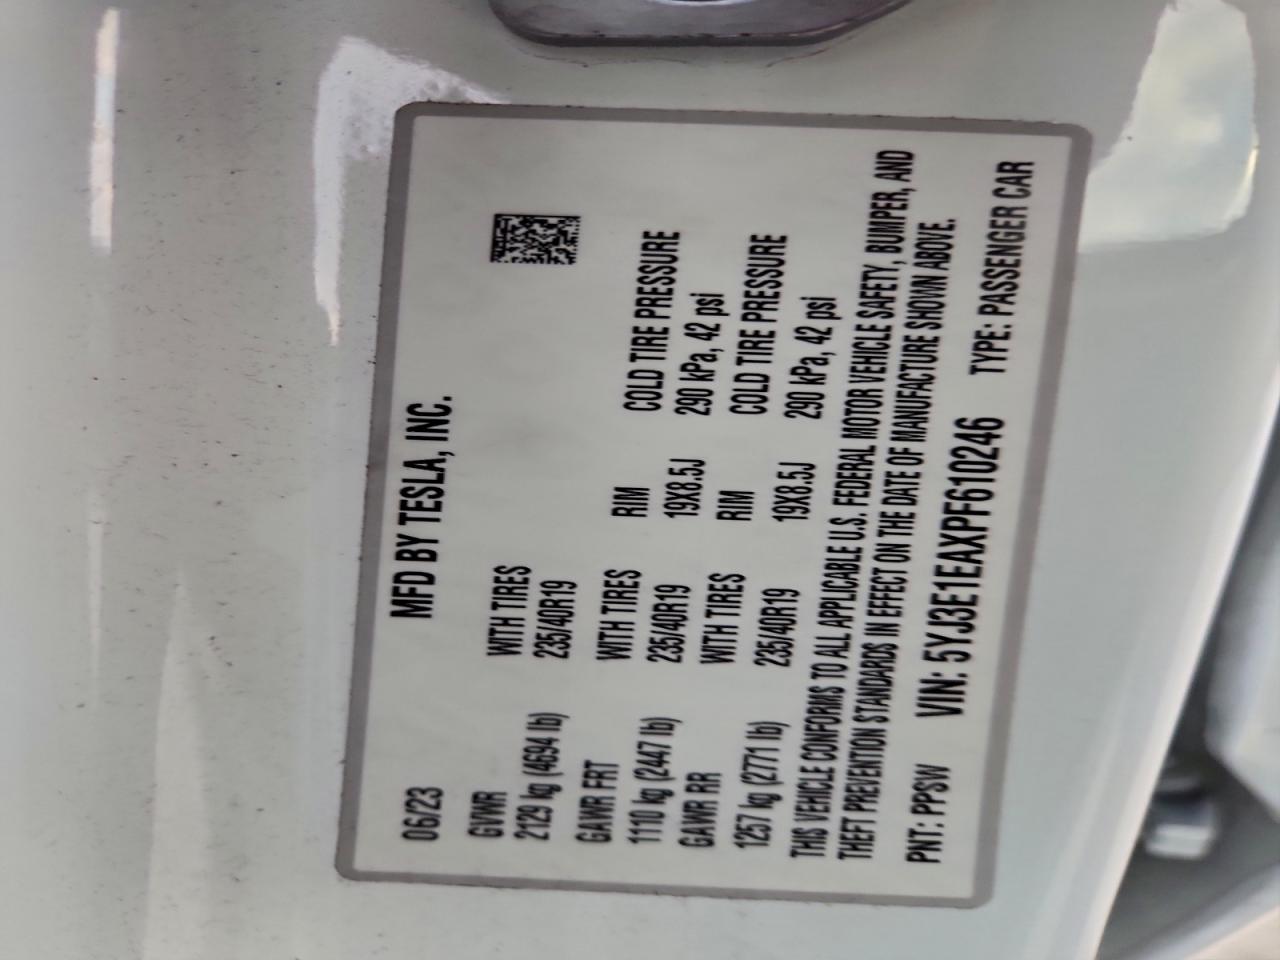 06/23 MFD BY TESLA, INC.
GVWR WITH TIRES
2129 kg (4694 lb) 235/40R19
GAWR FRT WITH TIRES RIM COLD TIRE PRESSURE
1110 kg (2447 lb) 235/40R19 19X8.5J 290 kPa, 42 psi
GAWR RR WITH TIRES RIM COLD TIRE PRESSURE
1257 kg (2771 lb) 235/40R19 19X8.5J 290 kPa, 42 psi
THIS VEHICLE CONFORMS TO ALL APPLICABLE U.S. FEDERAL MOTOR VEHICLE SAFETY, BUMPER, AND
THEFT PREVENTION STANDARDS IN EFFECT ON THE DATE OF MANUFACTURE SHOWN ABOVE.
PNT: PPSW VIN: 5YJ3E1EAXPF610246 TYPE: PASSENGER CAR